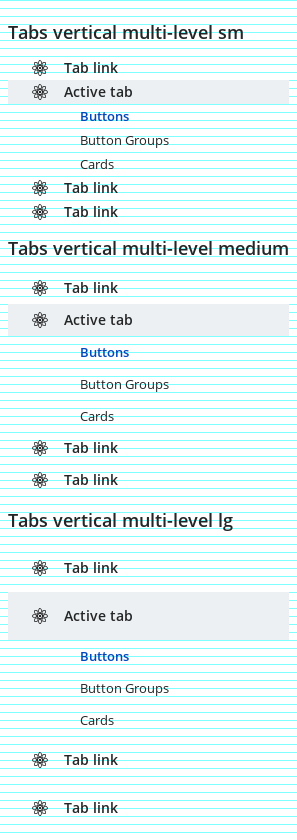 Tabs vertical multi-level sm
Tab link
Active tab
Buttons
Button Groups
Cards
Tab link
Tab link
Tabs vertical multi-level medium
Tab link
Active tab
Buttons
Button Groups
Cards
Tab link
Tab link
Tabs vertical multi-level lg
Tab link
Active tab
Buttons
Button Groups
Cards
Tab link
Tab link